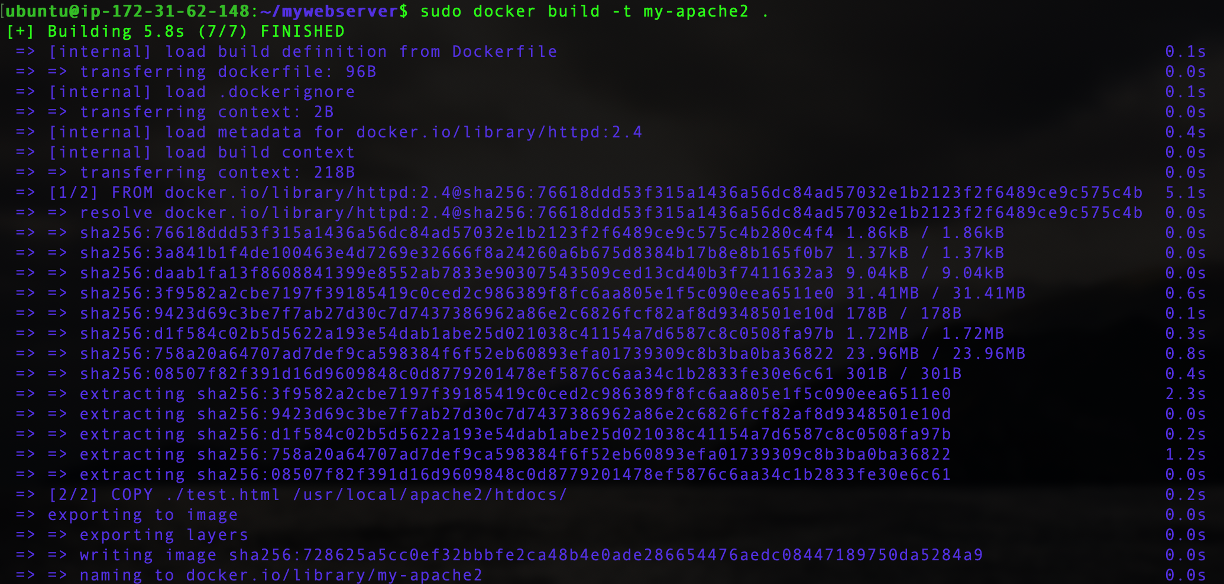 [ubuntu@ip-172-31-62-148:~/mywebserver$ sudo docker build -t my-apache2 .
[+] Building 5.8s (7/7) FINISHED
=> [internal] load build definition from Dockerfile 0.1s
=> => transferring dockerfile: 96B 0.0s
=> [internal] load .dockerignore 0.1s
=> => transferring context: 2B 0.0s
=> [internal] load metadata for docker.io/library/httpd:2.4 0.4s
=> [internal] load build context 0.0s
=> => transferring context: 218B 0.0s
=> [1/2] FROM docker.io/library/httpd:2.4@sha256:76618ddd53f315a1436a56dc84ad57032e1b2123f2f6489ce9c575c4b 5.1s
=> => resolve docker.io/library/httpd:2.4@sha256:76618ddd53f315a1436a56dc84ad57032e1b2123f2f6489ce9c575c4b 0.0s
=> => sha256:76618ddd53f315a1436a56dc84ad57032e1b2123f2f6489ce9c575c4b280c4f4 1.86kB / 1.86kB 0.0s
=> => sha256:3a841b1f4de100463e4d7269e32666f8a24260a6b675d8384b17b8e8b165f0b7 1.37kB / 1.37kB 0.0s
=> => sha256:daab1fa13f8608841399e8552ab7833e90307543509ced13cd40b3f7411632a3 9.04kB / 9.04kB 0.0s
=> => sha256:3f9582a2cbe7197f39185419c0ced2c986389f8fc6aa805e1f5c090eea6511e0 31.41MB / 31.41MB 0.6s
=> => sha256:9423d69c3be7f7ab27d30c7d7437386962a86e2c6826fcf82af8d9348501e10d 178B / 178B 0.1s
=> => sha256:d1f584c02b5d5622a193e54dab1abe25d021038c41154a7d6587c8c0508fa97b 1.72MB / 1.72MB 0.3s
=> => sha256:758a20a64707ad7def9ca598384f6f52eb60893efa01739309c8b3ba0ba36822 23.96MB / 23.96MB 0.8s
=> => sha256:08507f82f391d16d9609848c0d8779201478ef5876c6aa34c1b2833fe30e6c61 301B / 301B 0.4s
=> => extracting sha256:3f9582a2cbe7197f39185419c0ced2c986389f8fc6aa805e1f5c090eea6511e0 2.3s
=> => extracting sha256:9423d69c3be7f7ab27d30c7d7437386962a86e2c6826fcf82af8d9348501e10d 0.0s
=> => extracting sha256:d1f584c02b5d5622a193e54dab1abe25d021038c41154a7d6587c8c0508fa97b 0.2s
=> => extracting sha256:758a20a64707ad7def9ca598384f6f52eb60893efa01739309c8b3ba0ba36822 1.2s
=> => extracting sha256:08507f82f391d16d9609848c0d8779201478ef5876c6aa34c1b2833fe30e6c61 0.0s
=> [2/2] COPY ./test.html /usr/local/apache2/htdocs/ 0.2s
=> exporting to image 0.0s
=> => exporting layers 0.0s
=> => writing image sha256:728625a5cc0ef32bbbfe2ca48b4e0ade286654476aedc08447189750da5284a9 0.0s
=> => naming to docker.io/library/my-apache2 0.0s